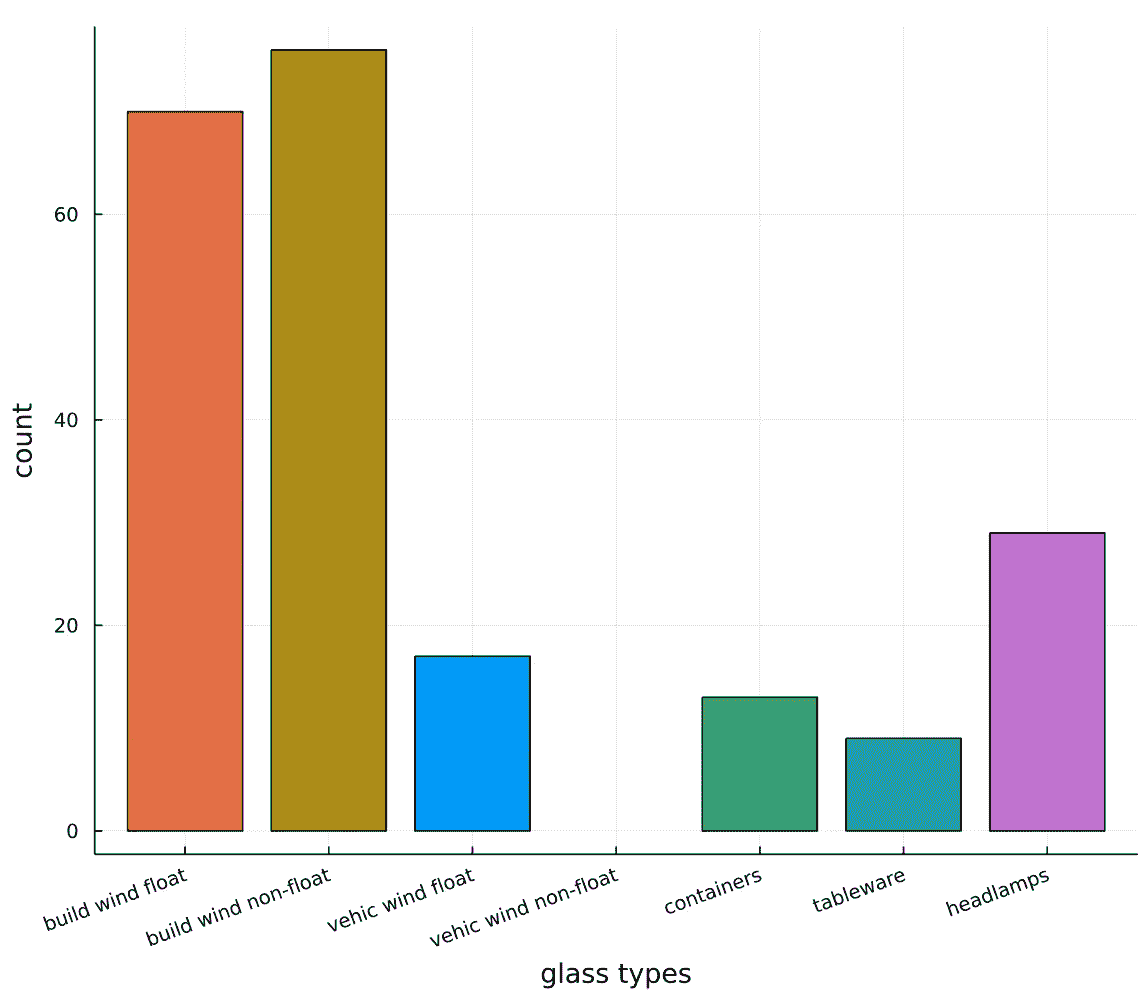 count
60
40
20
0
build wind float
build wind non-float
vehic wind float
vehic wind non-float
containers
tableware
headlamps
glass types